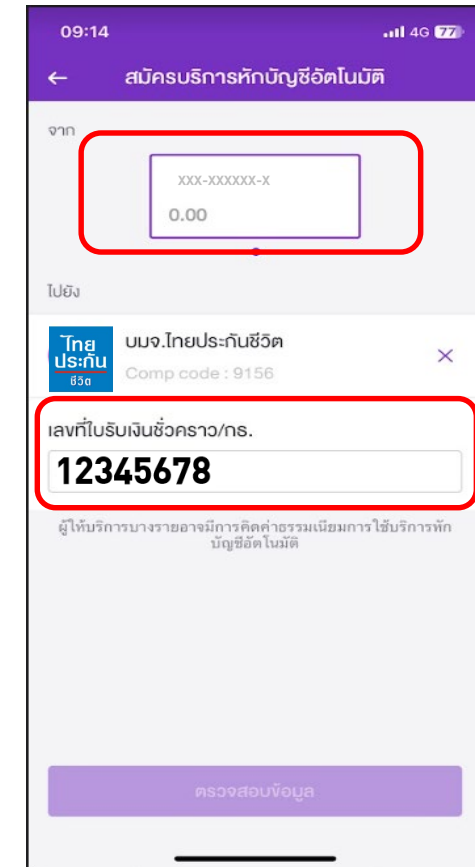 09:14
4G 77
สมัครบริการหักบัญชีอัตโนมัติ
จาก
xxx-xxxxxx-x
0.00
ไปยัง
ไทย
ประกัน
ชีวิต
บมจ.ไทยประกันชีวิต
Comp code : 9156
เลขที่ใบรับเงินชั่วคราว/กธ.
12345678
ผู้ให้บริการบางรายอาจมีการคิดค่าธรรมเนียมการใช้บริการหัก
บัญชีอัตโนมัติ
ตรวจสอบข้อมูล